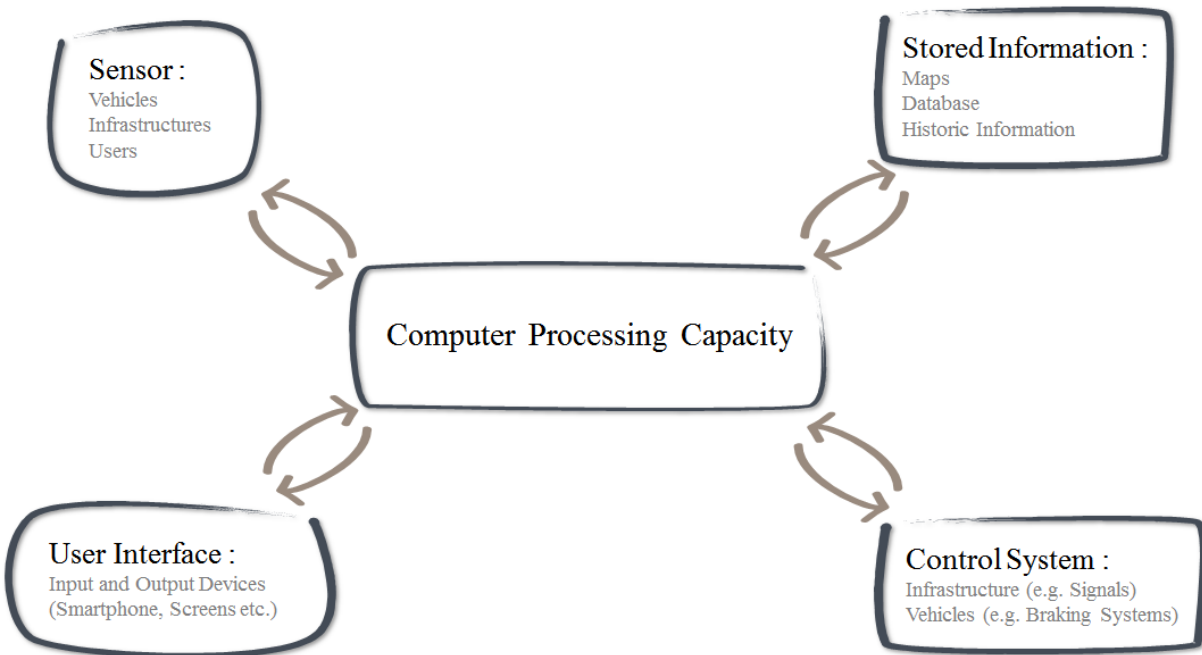 Sensor :
Vehicles
Infrastructures
Users
Stored Information :
Maps
Database
Historic Information
Computer Processing Capacity
User Interface :
Input and Output Devices
(Smartphone, Screens etc.)
Control System :
Infrastructure (e.g. Signals)
Vehicles (e.g. Braking Systems)